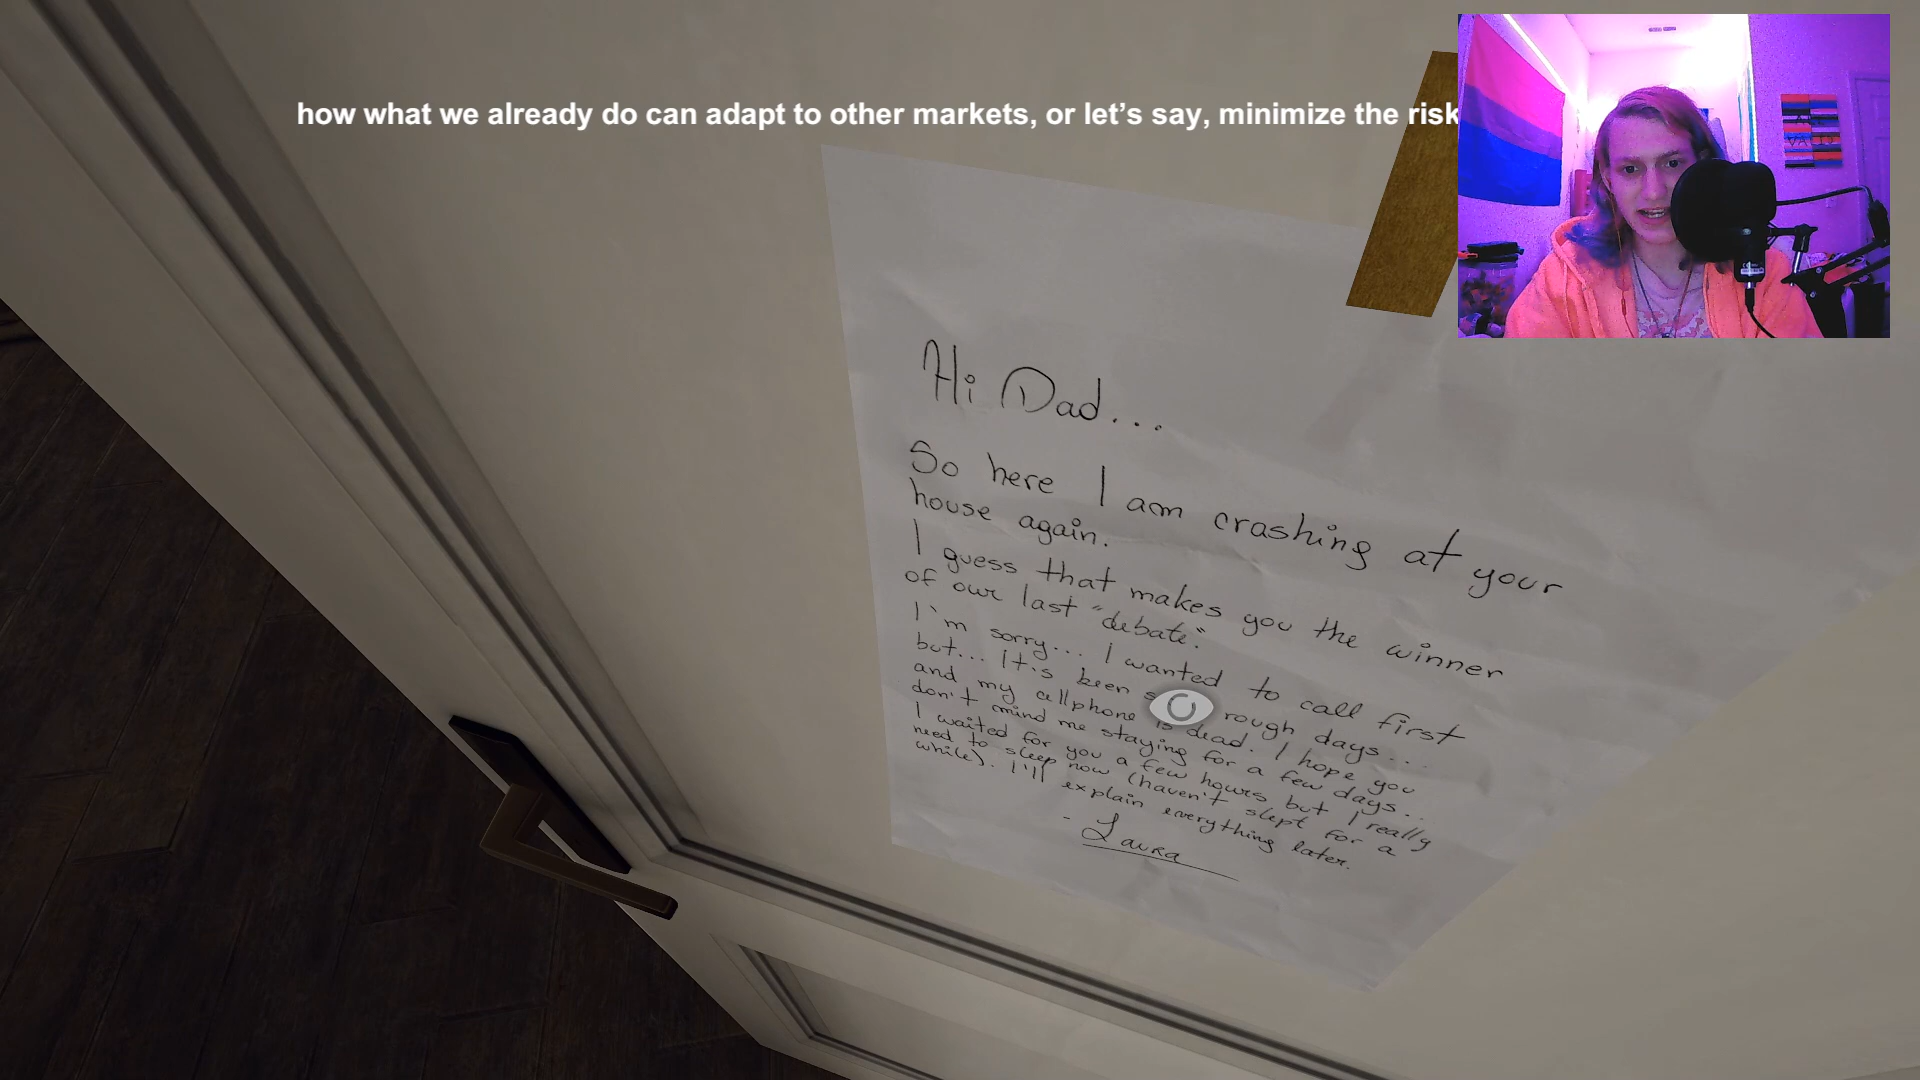 how what we already do can adapt to other markets, or let's say, minimize the risk
Hi Dad...
So here I am crashing at your
house again.
I guess that makes you the winner
of our last "debate".
I'm sorry... I wanted to call first
but... it's been rough days...
and my cellphone is dead. I hope you
don't mind me staying for a few days...
I waited for you a few hours but I really
need to sleep now (haven't slept for a
while). I'll explain everything later.
- Laura